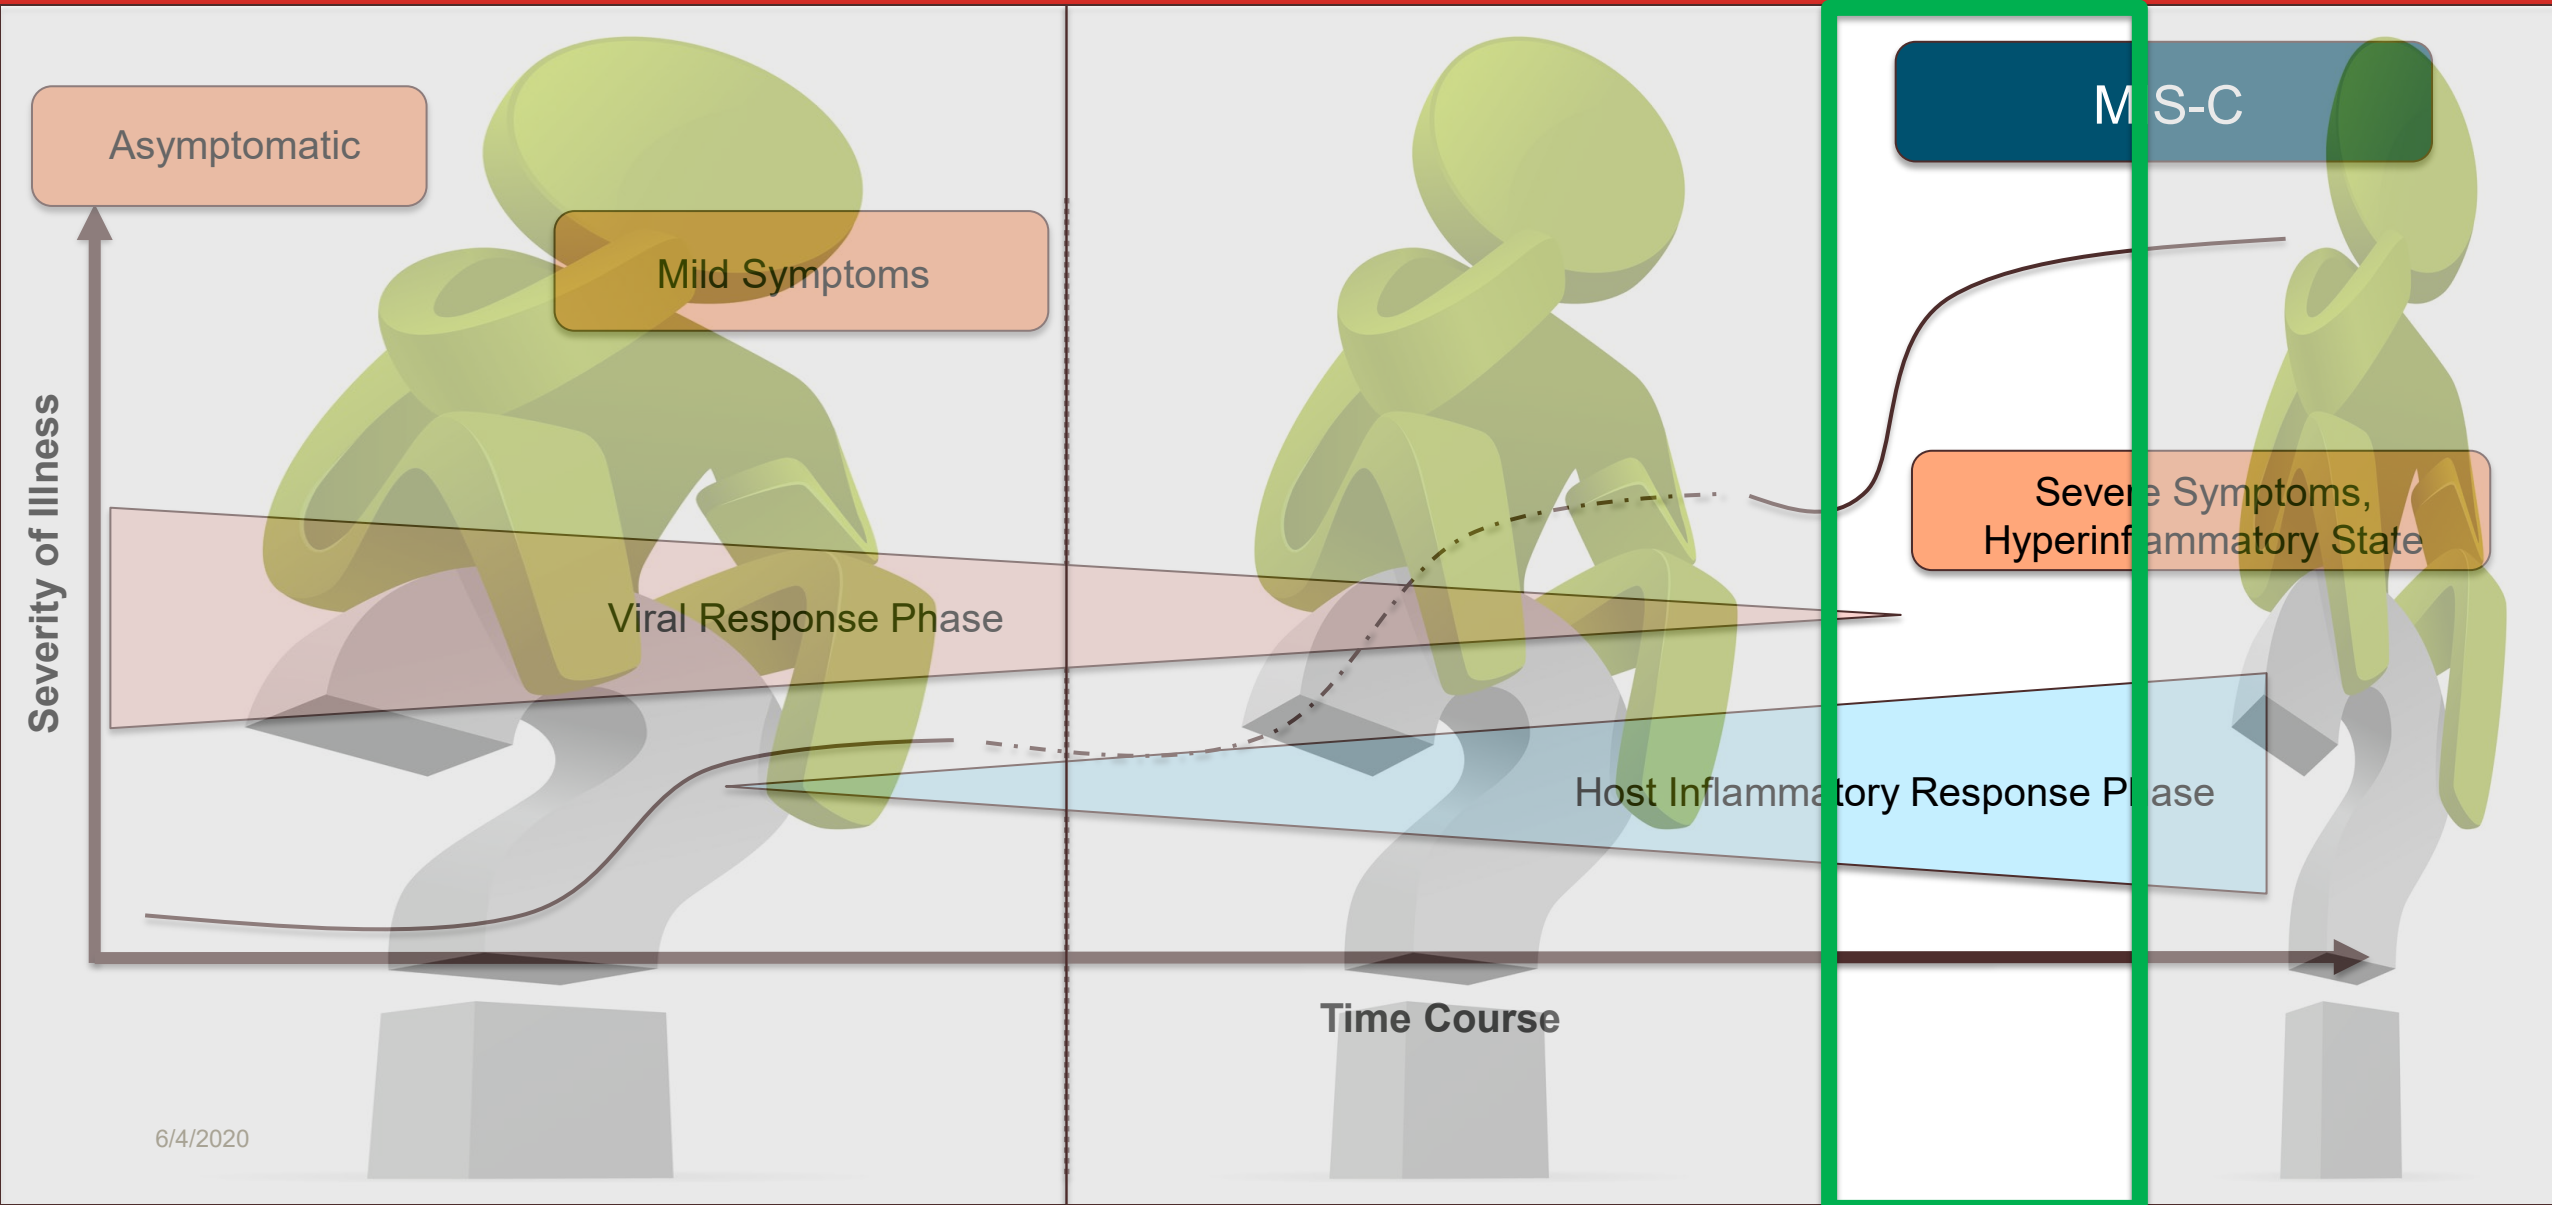 Asymptomatic
Mild Symptoms
MIS-C
Severe Symptoms,
Hyperinflammatory State
Severity of Illness
Viral Response Phase
Host Inflammatory Response Phase
Time Course
6/4/2020